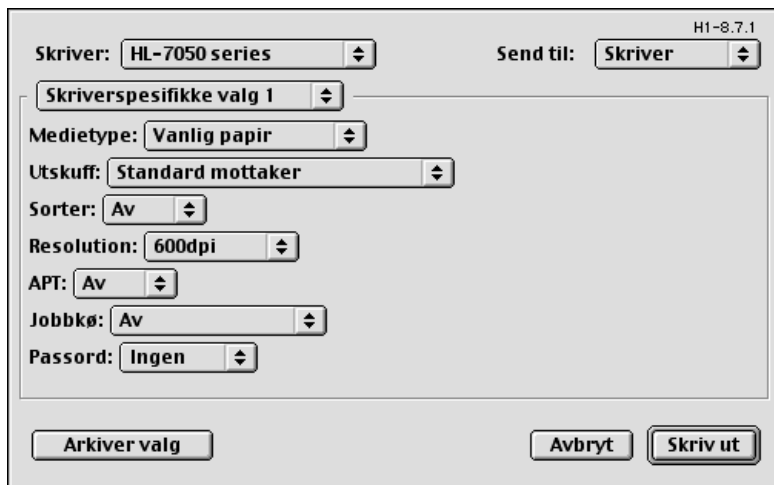 H1-8.7.1
Skriver: HL-7050 series Send til: Skriver
Skriverspesifikke valg 1
Medietype: Vanlig papir
Utskuff: Standard mottaker
Sorter: Av
Resolution: 600dpi
APT: Av
Jobbkø: Av
Passord: Ingen
Arkiver valg Avbryt Skriv ut